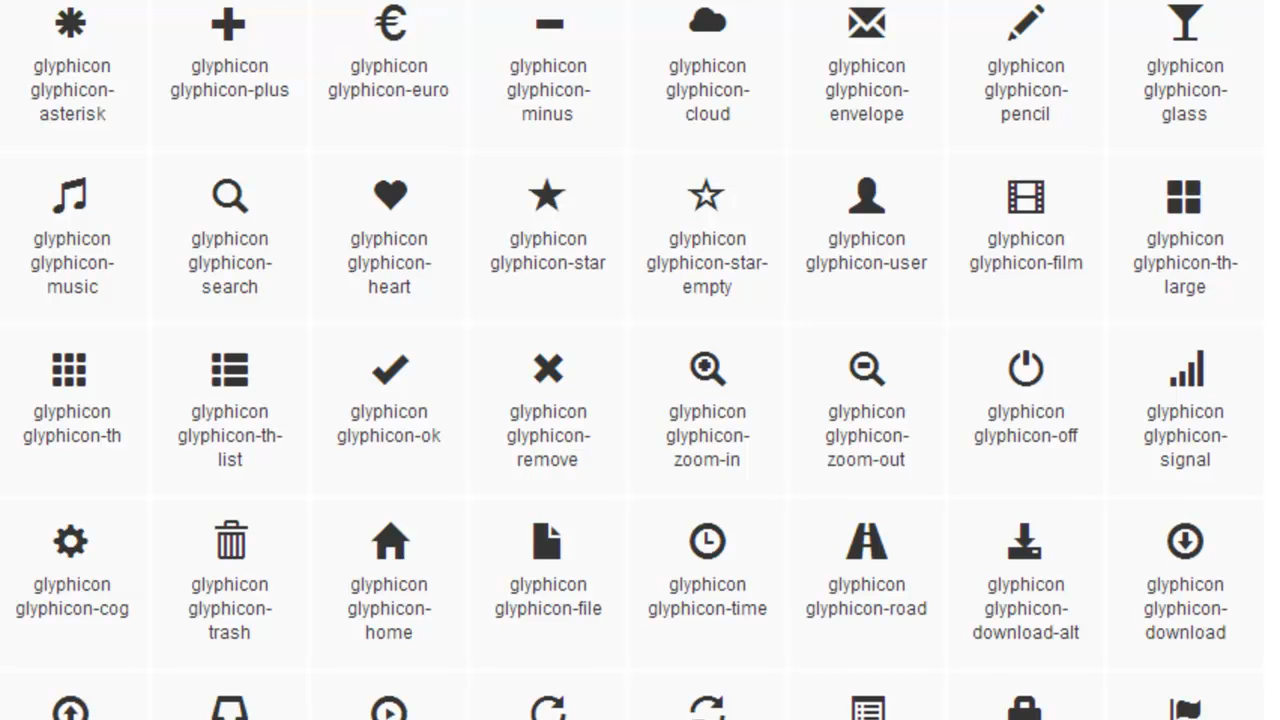 glyphicon glyphicon-asterisk
glyphicon glyphicon-plus
glyphicon glyphicon-euro
glyphicon glyphicon-minus
glyphicon glyphicon-cloud
glyphicon glyphicon-envelope
glyphicon glyphicon-pencil
glyphicon glyphicon-glass
glyphicon glyphicon-music
glyphicon glyphicon-search
glyphicon glyphicon-heart
glyphicon glyphicon-star
glyphicon glyphicon-star-empty
glyphicon glyphicon-user
glyphicon glyphicon-film
glyphicon glyphicon-th-large
glyphicon glyphicon-th
glyphicon glyphicon-th-list
glyphicon glyphicon-ok
glyphicon glyphicon-remove
glyphicon glyphicon-zoom-in
glyphicon glyphicon-zoom-out
glyphicon glyphicon-off
glyphicon glyphicon-signal
glyphicon glyphicon-cog
glyphicon glyphicon-trash
glyphicon glyphicon-home
glyphicon glyphicon-file
glyphicon glyphicon-time
glyphicon glyphicon-road
glyphicon glyphicon-download-alt
glyphicon glyphicon-download